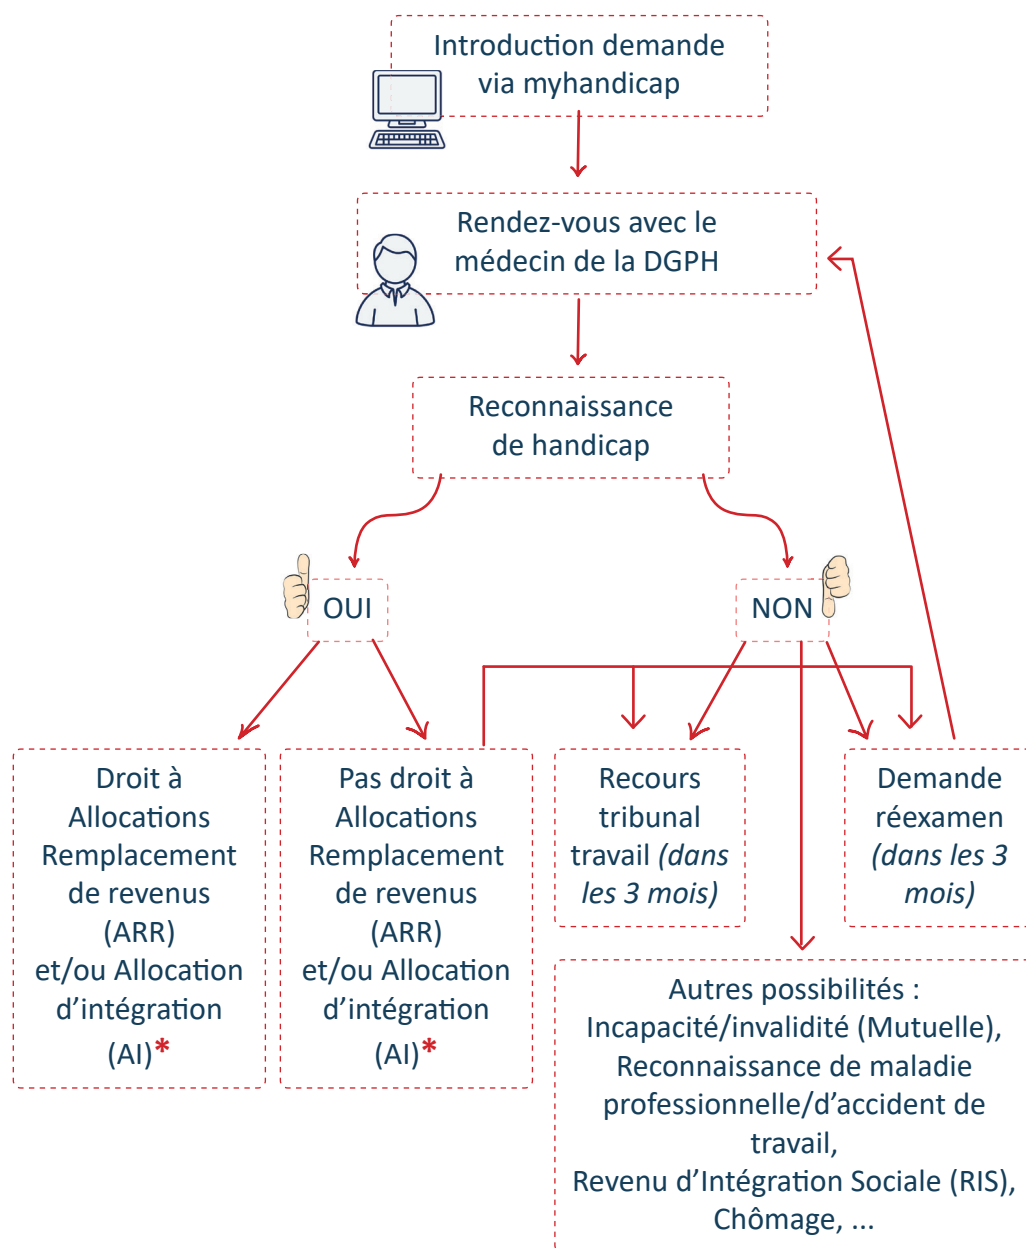 Introduction demande
via myhandicap
Rendez-vous avec le
médecin de la DGPH
Reconnaissance
de handicap
OUI
NON
Droit à
Allocations
Remplacement
de revenus
(ARR)
et/ou Allocation
d’intégration
(AI)*
Pas droit à
Allocations
Remplacement
de revenus
(ARR)
et/ou Allocation
d’intégration
(AI)*
Recours
tribunal
travail (dans
les 3 mois)
Demande
réexamen
(dans les 3
mois)
Autres possibilités :
Incapacité/invalidité (Mutuelle),
Reconnaissance de maladie
professionnelle/d’accident de
travail,
Revenu d’Intégration Sociale (RIS),
Chômage, ...